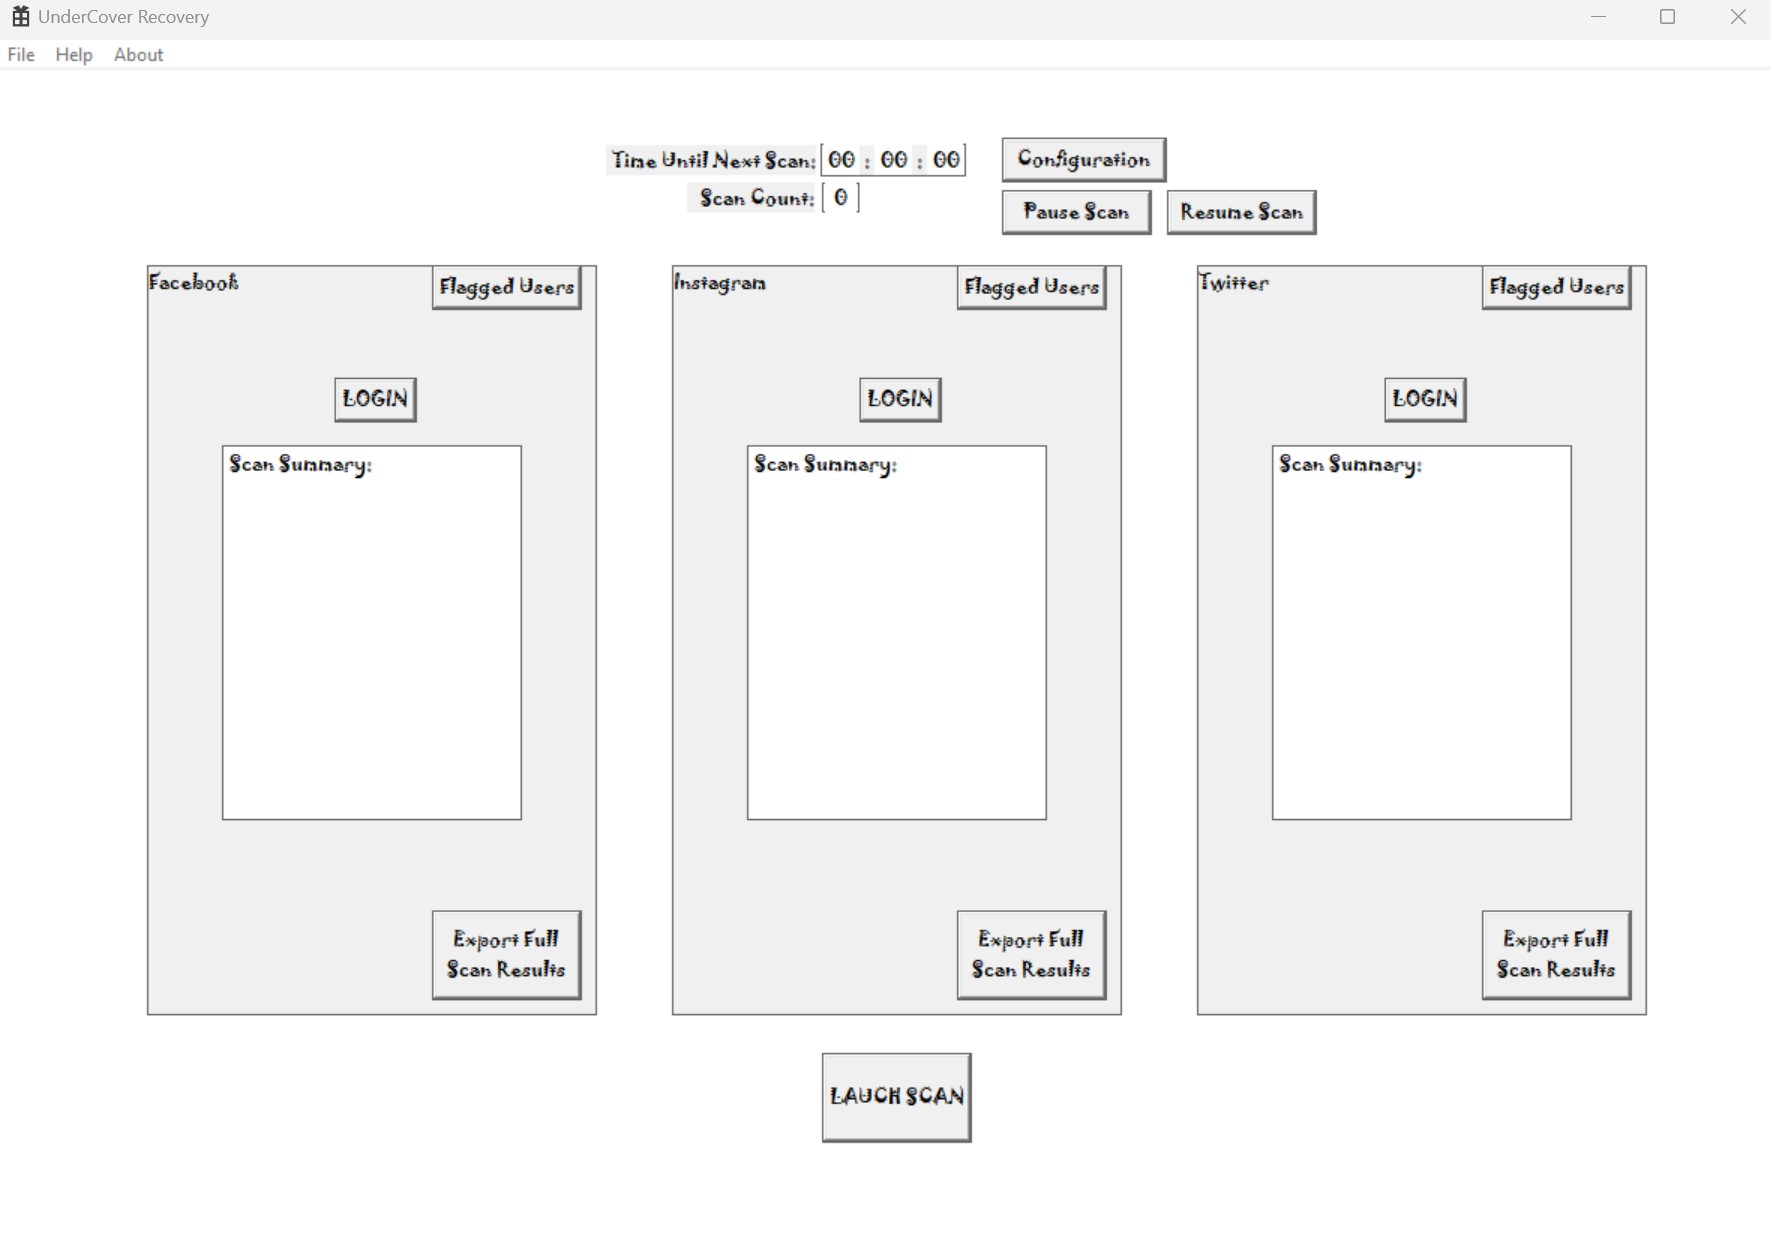 UnderCover Recovery
File Help About
Time Until Next Scan: [ 00 : 00 : 00 ]
Configuration
Scan Count: [ 0 ]
Pause Scan Resume Scan
Facebook Flagged Users
LOGIN
Scan Summary:
Export Full
Scan Results
Instagram Flagged Users
LOGIN
Scan Summary:
Export Full
Scan Results
Twitter Flagged Users
LOGIN
Scan Summary:
Export Full
Scan Results
LAUCH SCAN